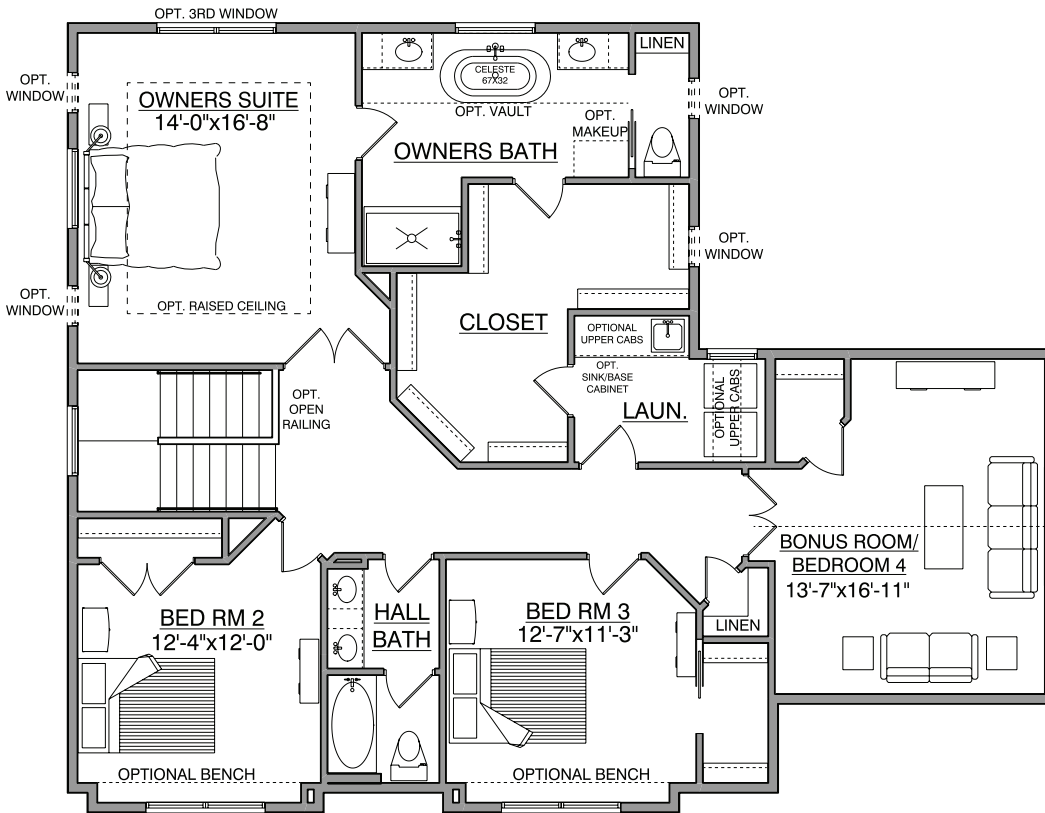 OPT. 3RD WINDOW
OPT.
WINDOW
OWNERS SUITE
14'-0"x16'-8"
OPT.
WINDOW
OPT. RAISED CEILING
CELESTE
67X32
OPT. VAULT
OPT.
MAKEUP
OWNERS BATH
LINEN
OPT.
WINDOW
OPT.
WINDOW
CLOSET
OPTIONAL
UPPER CABS
OPT.
SINK/BASE
CABINET
LAUN.
OPTIONAL
UPPER CABS
OPT.
OPEN
RAILING
BONUS ROOM/
BEDROOM 4
13'-7"x16'-11"
LINEN
BED RM 2
12'-4"x12'-0"
HALL
BATH
BED RM 3
12'-7"x11'-3"
OPTIONAL BENCH
OPTIONAL BENCH